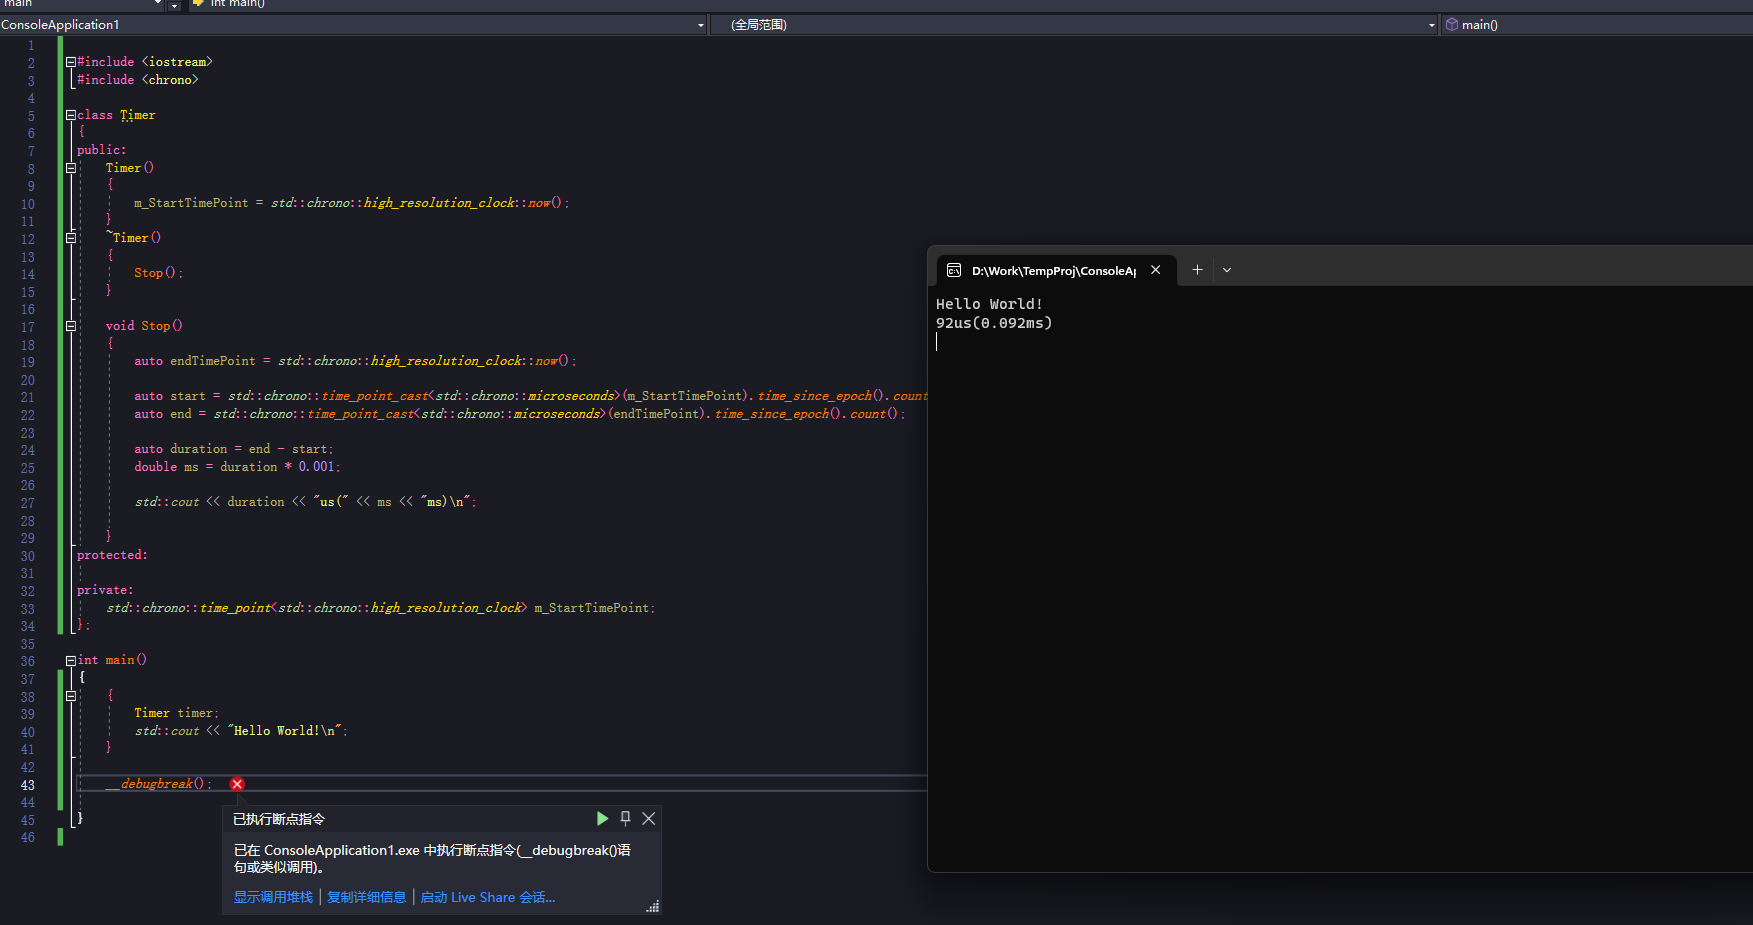 main
int main()
ConsoleApplication1
(全局范围)
main()
1
2 #include <iostream>
3 #include <chrono>
4
5 class Timer
6 {
7 public:
8 Timer()
9 {
10 m_StartTimePoint = std::chrono::high_resolution_clock::now();
11 }
12 ~Timer()
13 {
14 Stop();
15 }
16
17 void Stop()
18 {
19 auto endTimePoint = std::chrono::high_resolution_clock::now();
20
21 auto start = std::chrono::time_point_cast<std::chrono::microseconds>(m_StartTimePoint).time_since_epoch().count
22 auto end = std::chrono::time_point_cast<std::chrono::microseconds>(endTimePoint).time_since_epoch().count();
23
24 auto duration = end - start;
25 double ms = duration * 0.001;
26
27 std::cout << duration << "us(" << ms << "ms)\n";
28
29 }
30 protected:
31
32 private:
33 std::chrono::time_point<std::chrono::high_resolution_clock> m_StartTimePoint;
34 };
35
36 int main()
37 {
38 {
39 Timer timer;
40 std::cout << "Hello World!\n";
41 }
42
43 __debugbreak();
44
45 }
46
已执行断点指令
已在 ConsoleApplication1.exe 中执行断点指令(__debugbreak()语
句或类似调用)。
显示调用堆栈 | 复制详细信息 | 启动 Live Share 会话...
D:\Work\TempProj\ConsoleAp
Hello World!
92us(0.092ms)